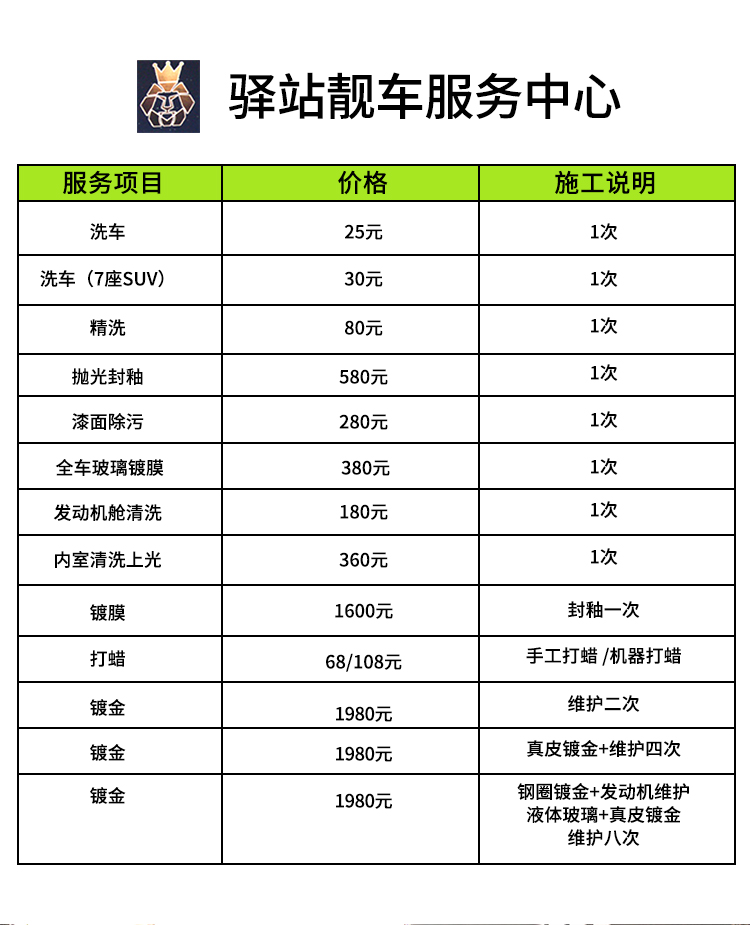 驿站靓车服务中心
服务项目 价格 施工说明
洗车 25元 1次
洗车（7座SUV） 30元 1次
精洗 80元 1次
抛光封釉 580元 1次
漆面除污 280元 1次
全车玻璃镀膜 380元 1次
发动机舱清洗 180元 1次
内室清洗上光 360元 1次
镀膜 1600元 封釉一次
打蜡 68/108元 手工打蜡 /机器打蜡
镀金 1980元 维护二次
镀金 1980元 真皮镀金+维护四次
镀金 1980元 钢圈镀金+发动机维护
液体玻璃+真皮镀金
维护八次